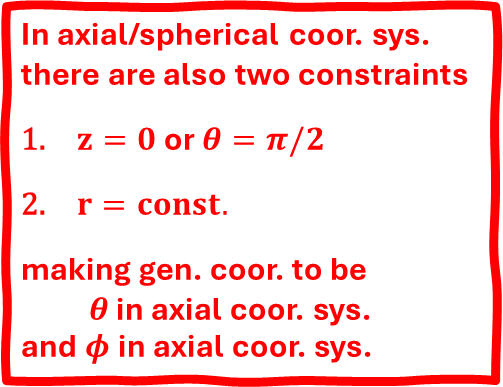 In axial/spherical coor. sys.
there are also two constraints
1. z = 0 or θ = π/2
2. r = const.
making gen. coor. to be
θ in axial coor. sys.
and ϕ in axial coor. sys.